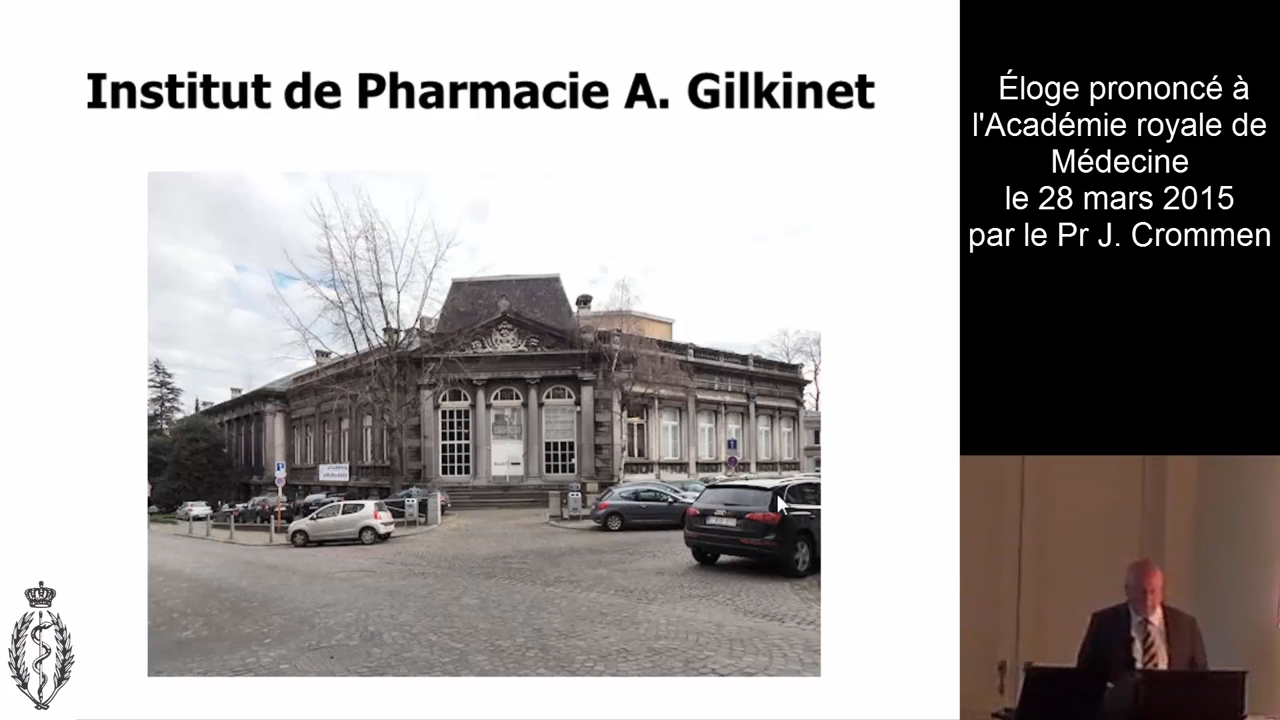 Institut de Pharmacie A. Gilkinet
Éloge prononcé à
l'Académie royale de
Médecine
le 28 mars 2015
par le Pr J. Crommen